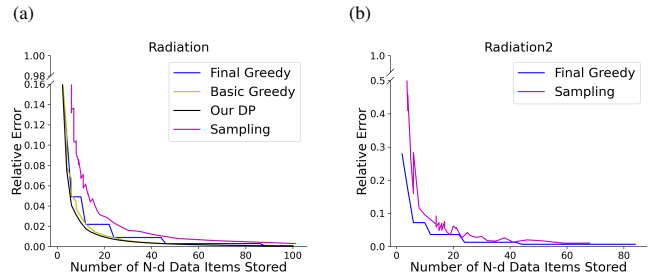 (a)
Radiation
1.00
0.98
0.16
0.14
0.12
0.10
0.08
0.06
0.04
0.02
0.00
Relative Error
Final Greedy
Basic Greedy
Our DP
Sampling
0 20 40 60 80 100
Number of N-d Data Items Stored
(b)
Radiation2
1.0
0.5
0.4
0.3
0.2
0.1
0.0
Relative Error
Final Greedy
Sampling
0 20 40 60 80
Number of N-d Data Items Stored